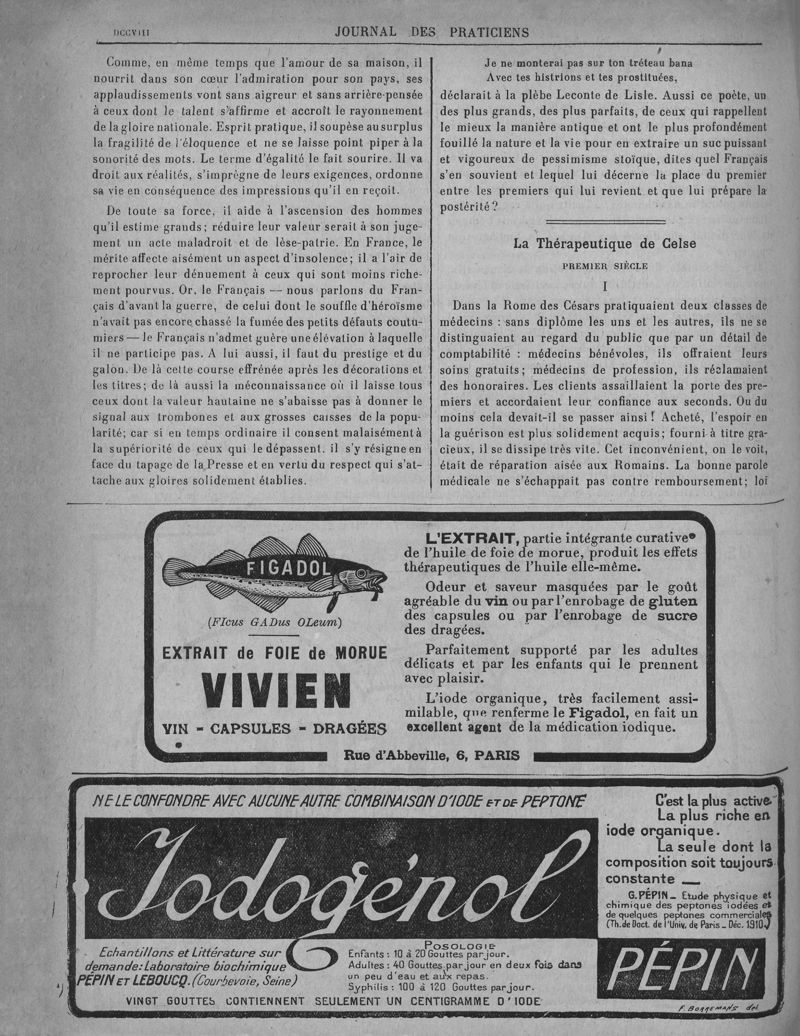 DCCVIII
JOURNAL DES PRATICIENS
Comme, en même temps que l'amour de sa maison, il
nourrit dans son cœur l'admiration pour son pays, ses
applaudissements vont sans aigreur et sans arrière-pensée
à ceux dont le talent s'affirme et accroît le rayonnement
de la gloire nationale. Esprit pratique, il soupèse au surplus
la fragilité de l'éloquence et ne se laisse point piper à la
sonorité des mots. Le terme d'égalité le fait sourire. Il va
droit aux réalités, s'imprègne de leurs exigences, ordonne
sa vie en conséquence des impressions qu'il en reçoit.
De toute sa force, il aide à l'ascension des hommes
qu'il estime grands; réduire leur valeur serait à son juge-
ment un acte maladroit et de lèse-patrie. En France, le
mérite affecte aisément un aspect d'insolence; il a l'air de
reprocher leur dénuement à ceux qui sont moins riche-
ment pourvus. Or, le Français — nous parlons du Fran-
çais d'avant la guerre, de celui dont le souffle d'héroïsme
n'avait pas encore chassé la fumée des petits défauts coutu-
miers — le Français n'admet guère une élévation à laquelle
il ne participe pas. A lui aussi, il faut du prestige et du
galon. De là cette course effrénée après les décorations et
les titres; de là aussi la méconnaissance où il laisse tous
ceux dont la valeur hautaine ne s'abaisse pas à donner le
signal aux trombones et aux grosses caisses de la popu-
larité; car si en temps ordinaire il consent malaisément à
la supériorité de ceux qui le dépassent, il s'y résigne en
face du tapage de la Presse et en vertu du respect qui s'at-
tache aux gloires solidement établies.
Je ne monterai pas sur ton tréteau bana
Avec tes histrions et tes prostituées,
déclarait à la plèbe Leconte de Lisle. Aussi ce poète, un
des plus grands, des plus parfaits, de ceux qui rappellent
le mieux la manière antique et ont le plus profondément
fouillé la nature et la vie pour en extraire un suc puissant
et vigoureux de pessimisme stoïque, dites quel Français
s'en souvient et lequel lui décerne la place du premier
entre les premiers qui lui revient et que lui prépare la
postérité?
La Thérapeutique de Celse
PREMIER SIÈCLE
I
Dans la Rome des Césars pratiquaient deux classes de
médecins : sans diplôme les uns et les autres, ils ne se
distinguaient au regard du public que par un détail de
comptabilité : médecins bénévoles, ils offraient leurs
soins gratuits; médecins de profession, ils réclamaient
des honoraires. Les clients assaillaient la porte des pre-
miers et accordaient leur confiance aux seconds. Ou du
moins cela devait-il se passer ainsi! Acheté, l'espoir en
la guérison est plus solidement acquis; fourni à titre gra-
cieux, il se dissipe très vite. Cet inconvénient, on le voit,
était de réparation aisée aux Romains. La bonne parole
médicale ne s'échappait pas contre remboursement; loi
FIGADOL
(FIcus GADus OLeum)
EXTRAIT de FOIE de MORUE
VIVIEN
VIN - CAPSULES - DRAGÉES
L'EXTRAIT, partie intégrante curative
de l'huile de foie de morue, produit les effets
thérapeutiques de l'huile elle-même.
Odeur et saveur masquées par le goût
agréable du vin ou par l'enrobage de gluten
des capsules ou par l'enrobage de sucre
des dragées.
Parfaitement supporté par les adultes
délicats et par les enfants qui le prennent
avec plaisir.
L'iode organique, très facilement assi-
milable, que renferme le Figadol, en fait un
excellent agent de la médication iodique.
Rue d'Abbeville, 6, PARIS
NE LE CONFONDRE AVEC AUCUNE AUTRE COMBINAISON D'IODE ET DE PEPTONE
Iodogénol
C'est la plus active
La plus riche en
iode organique.
La seule dont la
composition soit toujours
constante —
G. PÉPIN — Etude physique et
chimique des peptones iodées et
de quelques peptones commerciales
(Th. de Doct. de l'Univ. de Paris — Déc. 1910.)
Echantillons et Littérature sur
demande: Laboratoire biochimique
PÉPIN ET LEBOUCQ. (Courbevoie, Seine)
POSOLOGIE
Enfants : 10 à 20 Gouttes par jour.
Adultes : 40 Gouttes par jour en deux fois dans
un peu d'eau et aux repas.
Syphilis : 100 à 120 Gouttes par jour.
VINGT GOUTTES CONTIENNENT SEULEMENT UN CENTIGRAMME D'IODE
PÉPIN
F. BORREMANS del.